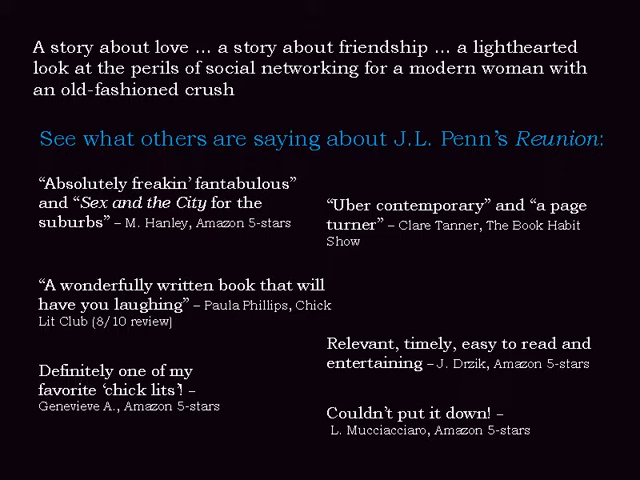 A story about love ... a story about friendship ... a lighthearted
look at the perils of social networking for a modern woman with
an old-fashioned crush
See what others are saying about J.L. Penn's Reunion:
"Absolutely freakin' fantabulous"
and "Sex and the City for the
suburbs" – M. Hanley, Amazon 5-stars
"Uber contemporary" and "a page
turner" – Clare Tanner, The Book Habit
Show
"A wonderfully written book that will
have you laughing" – Paula Phillips, Chick
Lit Club (8/10 review)
Relevant, timely, easy to read and
entertaining – J. Drzik, Amazon 5-stars
Definitely one of my
favorite 'chick lits'! –
Genevieve A., Amazon 5-stars
Couldn't put it down! –
L. Mucciacciaro, Amazon 5-stars